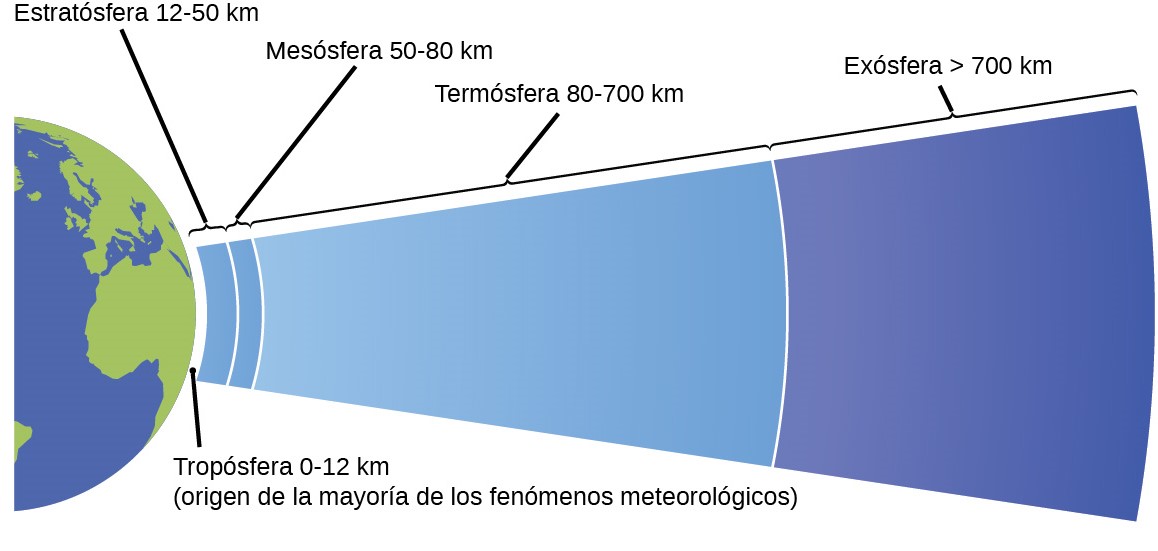 Estratósfera 12-50 km
Mesósfera 50-80 km
Termósfera 80-700 km
Exósfera > 700 km
Tropósfera 0-12 km
(origen de la mayoría de los fenómenos meteorológicos)